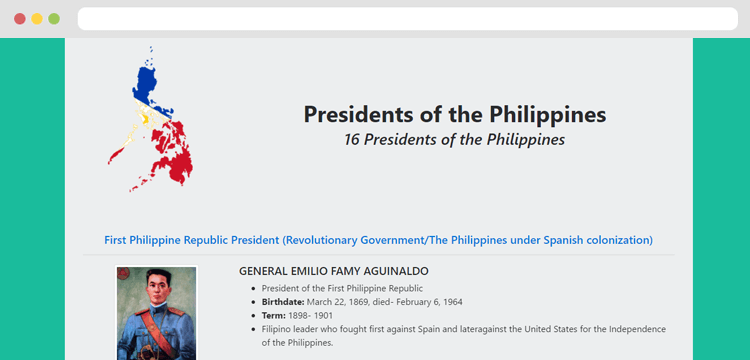 Presidents of the Philippines
16 Presidents of the Philippines
First Philippine Republic President (Revolutionary Government/The Philippines under Spanish colonization)
GENERAL EMILIO FAMY AGUINALDO
President of the First Philippine Republic
Birthdate: March 22, 1869, died- February 6, 1964
Term: 1898- 1901
Filipino leader who fought first against Spain and lateragainst the United States for the Independence
of the Philippines.